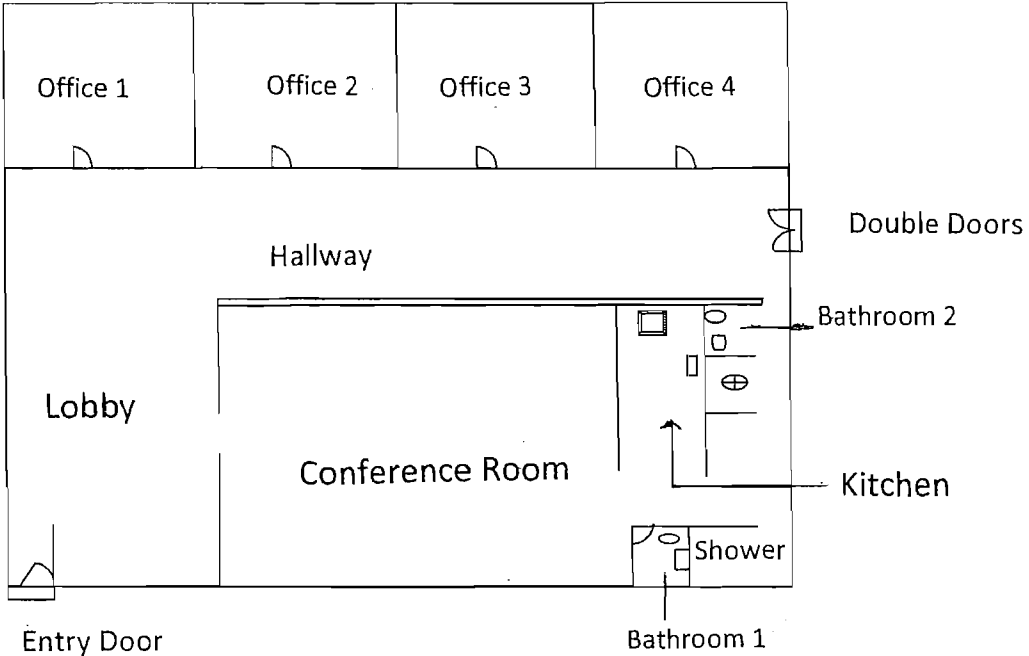 Office 1
Office 2
Office 3
Office 4
Double Doors
Hallway
Bathroom 2
Lobby
Conference Room
Kitchen
Shower
Entry Door
Bathroom 1